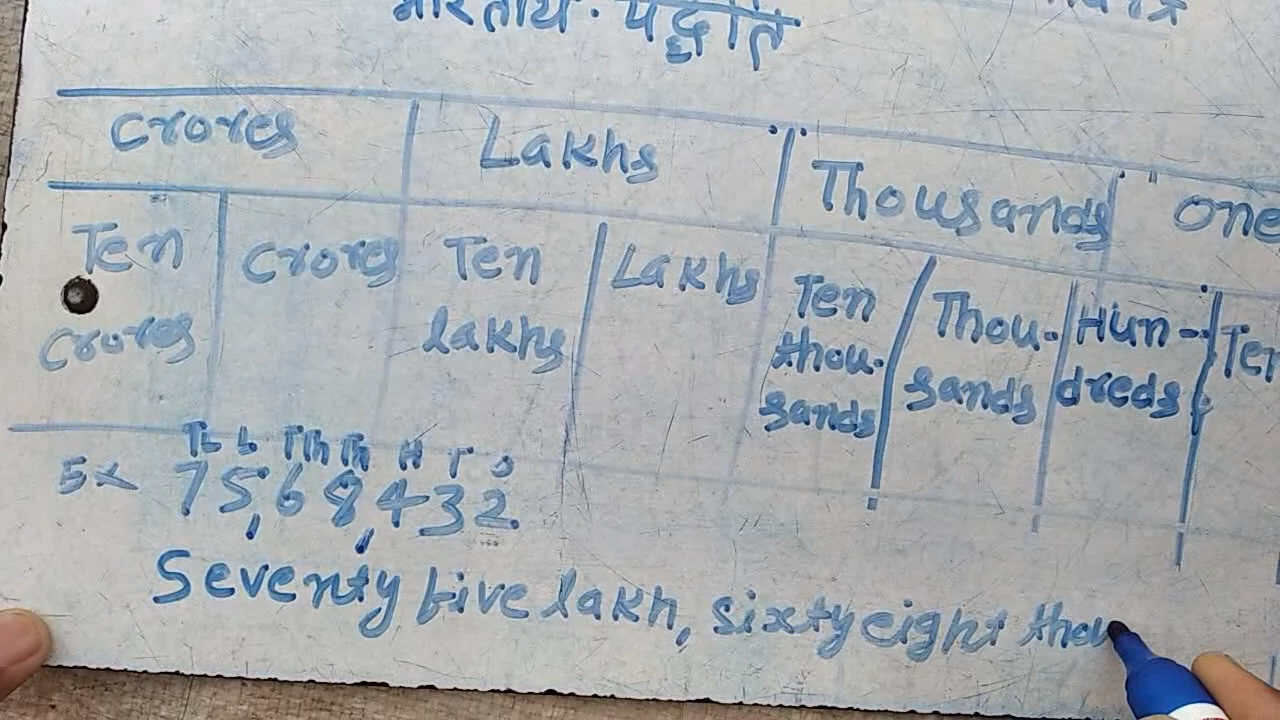 भारतीय. पद्धति
Crores Lakhs Thousands One
Ten Crores Ten Lakhs Ten Thou- Hun- Ten
crores lakhs thou- sands dreds
sands
TL L TTh Th H T O
Ex 75,68,432
Seventy five lakh, sixty eight thou